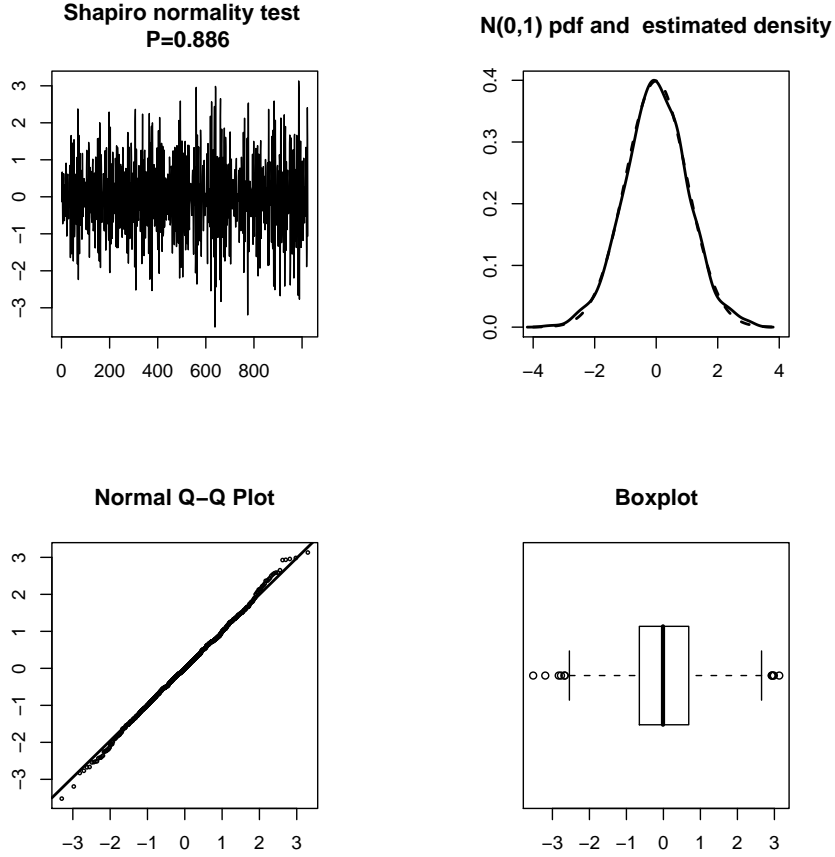 Shapiro normality test
P=0.886
3
2
1
0
−1
−2
−3
0 200 400 600 800
N(0,1) pdf and estimated density
0.4
0.3
0.2
0.1
0.0
−4 −2 0 2 4
Normal Q−Q Plot
3
2
1
0
−1
−2
−3
−3 −2 −1 0 1 2 3
Boxplot
−3 −2 −1 0 1 2 3